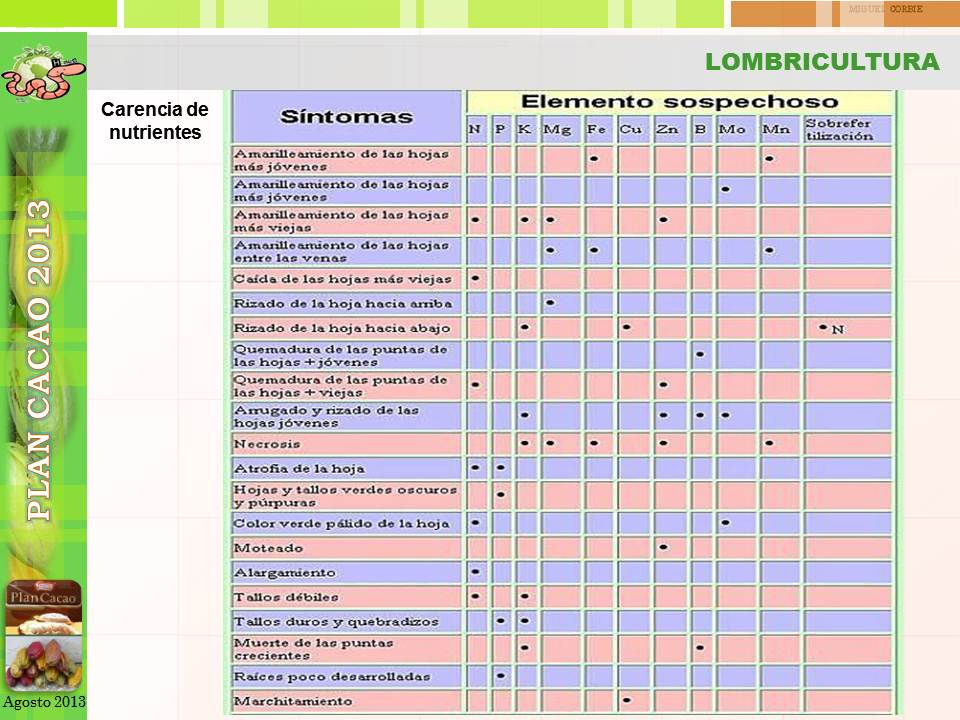 MIGUEL CORBIE
LOMBRICULTURA
Carencia de
nutrientes
Síntomas
Elemento sospechoso
N P K Mg Fe Cu Zn B Mo Mn Sobrefer
tilización
Amarilleamiento de las hojas
más jóvenes • •
Amarilleamiento de las hojas
más jóvenes •
Amarilleamiento de las hojas
más viejas • • • •
Amarilleamiento de las hojas
entre las venas • • •
Caída de las hojas más viejas •
Rizado de la hoja hacia arriba •
Rizado de la hoja hacia abajo • • • N
Quemadura de las puntas de
las hojas + jóvenes •
Quemadura de las puntas de
las hojas + viejas • •
Arrugado y rizado de las
hojas jóvenes • • • •
Necrosis • • • • •
Atrofia de la hoja • •
Hojas y tallos verdes oscuros
y púrpuras •
Color verde pálido de la hoja • •
Moteado •
Alargamiento •
Tallos débiles • •
Tallos duros y quebradizos • •
Muerte de las puntas
crecientes • •
Raíces poco desarrolladas •
Marchitamiento •
PLAN CACAO 2013
PlanCacao
Agosto 2013